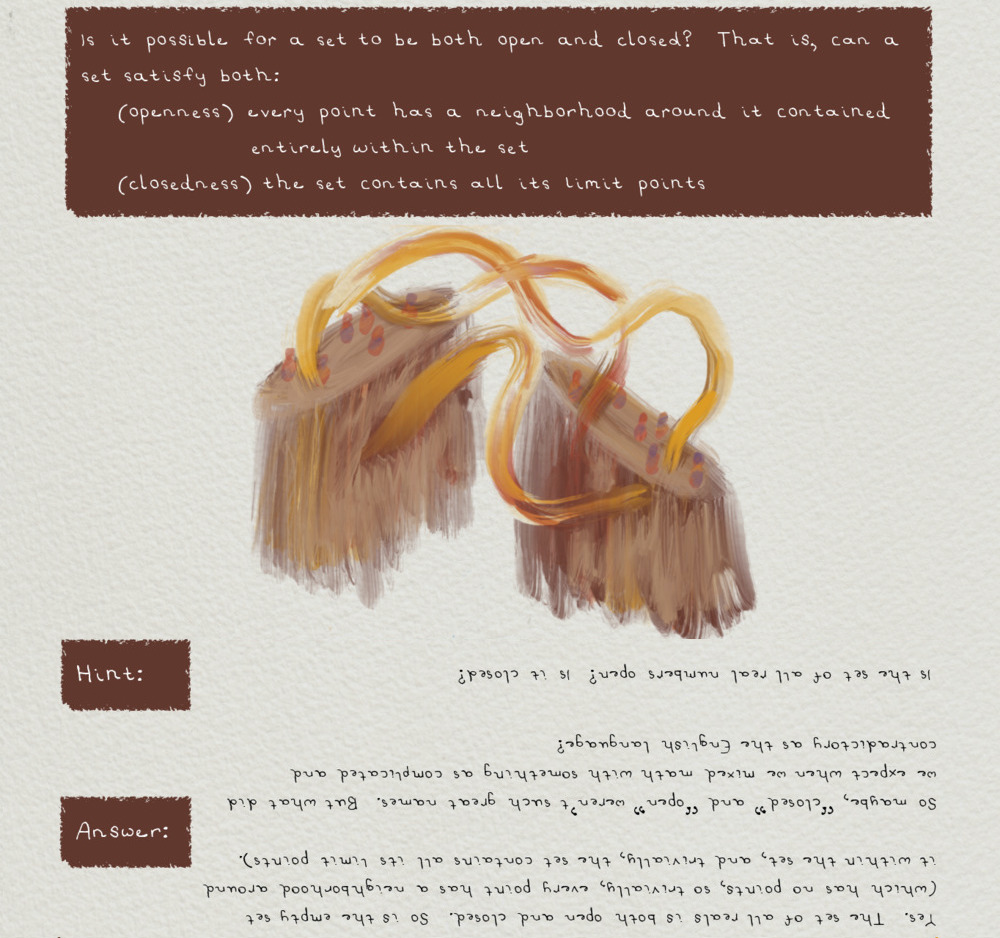 Is it possible for a set to be both open and closed? That is, can a
set satisfy both:
(openness) every point has a neighborhood around it contained
entirely within the set
(closedness) the set contains all its limit points
Hint:
Is the set of all real numbers open? Is it closed?
Answer:
Yes. The set of all reals is both open and closed. So is the empty set
(which has no points, so trivially, every point has a neighborhood around
it within the set, and trivially, the set contains all its limit points).
So maybe, “closed” and “open” weren't such great names. But what did
we expect when we mixed math with something as complicated and
contradictory as the English language?